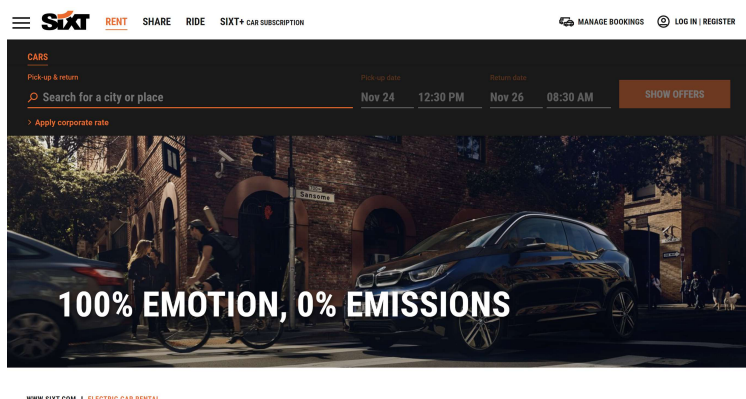 SIXT RENT SHARE RIDE SIXT+ CAR SUBSCRIPTION MANAGE BOOKINGS LOG IN | REGISTER
CARS
Pick-up & return Pick-up date Return date
Search for a city or place Nov 24 12:30 PM Nov 26 08:30 AM SHOW OFFERS
> Apply corporate rate
Sansome
100% EMOTION, 0% EMISSIONS
WWW.SIXT.COM ELECTRIC CAR RENTAL